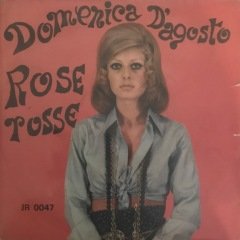 Domenica D'agosto
ROSE
rosse
JR 0047